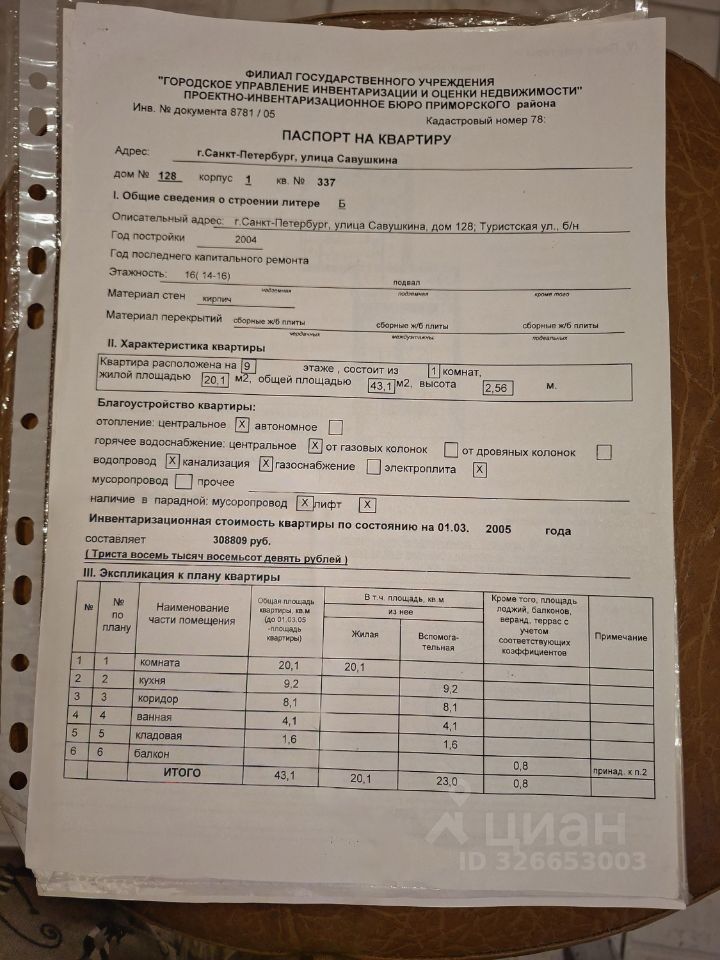 ФИЛИАЛ ГОСУДАРСТВЕННОГО УЧРЕЖДЕНИЯ
"ГОРОДСКОЕ УПРАВЛЕНИЕ ИНВЕНТАРИЗАЦИИ И ОЦЕНКИ НЕДВИЖИМОСТИ"
ПРОЕКТНО-ИНВЕНТАРИЗАЦИОННОЕ БЮРО ПРИМОРСКОГО района
Инв. № документа 8781 / 05 Кадастровый номер 78:
ПАСПОРТ НА КВАРТИРУ
Адрес: г.Санкт-Петербург, улица Савушкина
дом № 128 корпус 1 кв. № 337
I. Общие сведения о строении литере Б
Описательный адрес: г.Санкт-Петербург, улица Савушкина, дом 128; Туристская ул., б/н
Год постройки 2004
Год последнего капитального ремонта
Этажность: 16( 14-16) подвал
надземная подземная кроме того
Материал стен кирпич
Материал перекрытий сборные ж/б плиты сборные ж/б плиты сборные ж/б плиты
чердачных междуэтажных подвальных
II. Характеристика квартиры
Квартира расположена на 9 этаже , состоит из 1 комнат,
жилой площадью 20,1 м2, общей площадью 43,1 м2, высота 2,56 м.
Благоустройство квартиры:
отопление: центральное X автономное
горячее водоснабжение: центральное X от газовых колонок от дровяных колонок
водопровод X канализация X газоснабжение электроплита X
мусоропровод прочее
наличие в парадной: мусоропровод X лифт X
Инвентаризационная стоимость квартиры по состоянию на 01.03. 2005 года
составляет 308809 руб.
( Триста восемь тысяч восемьсот девять рублей )
III. Экспликация к плану квартиры
№ № по плану Наименование части помещения Общая площадь квартиры, кв.м (до 01.03.05 -площадь квартиры) В т.ч. площадь, кв.м из нее Жилая Вспомога-тельная Кроме того, площадь лоджий, балконов, веранд, террас с учетом соответствующих коэффициентов Примечание
1 1 комната 20,1 20,1
2 2 кухня 9,2 9,2
3 3 коридор 8,1 8,1
4 4 ванная 4,1 4,1
5 5 кладовая 1,6 1,6
6 6 балкон 0,8 принад. к п.2
ИТОГО 43,1 20,1 23,0 0,8
циан
ID 326653003